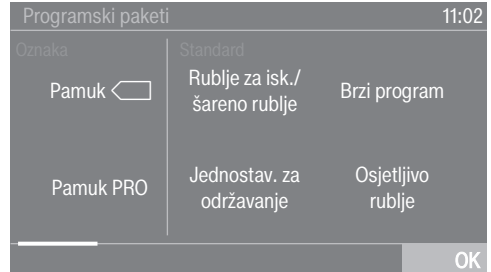 Programski paketi 11:02
Oznaka Standard
Pamuk
Rublje za isk./
šareno rublje
Brzi program
Pamuk PRO
Jednostav. za
održavanje
Osjetljivo
rublje
OK